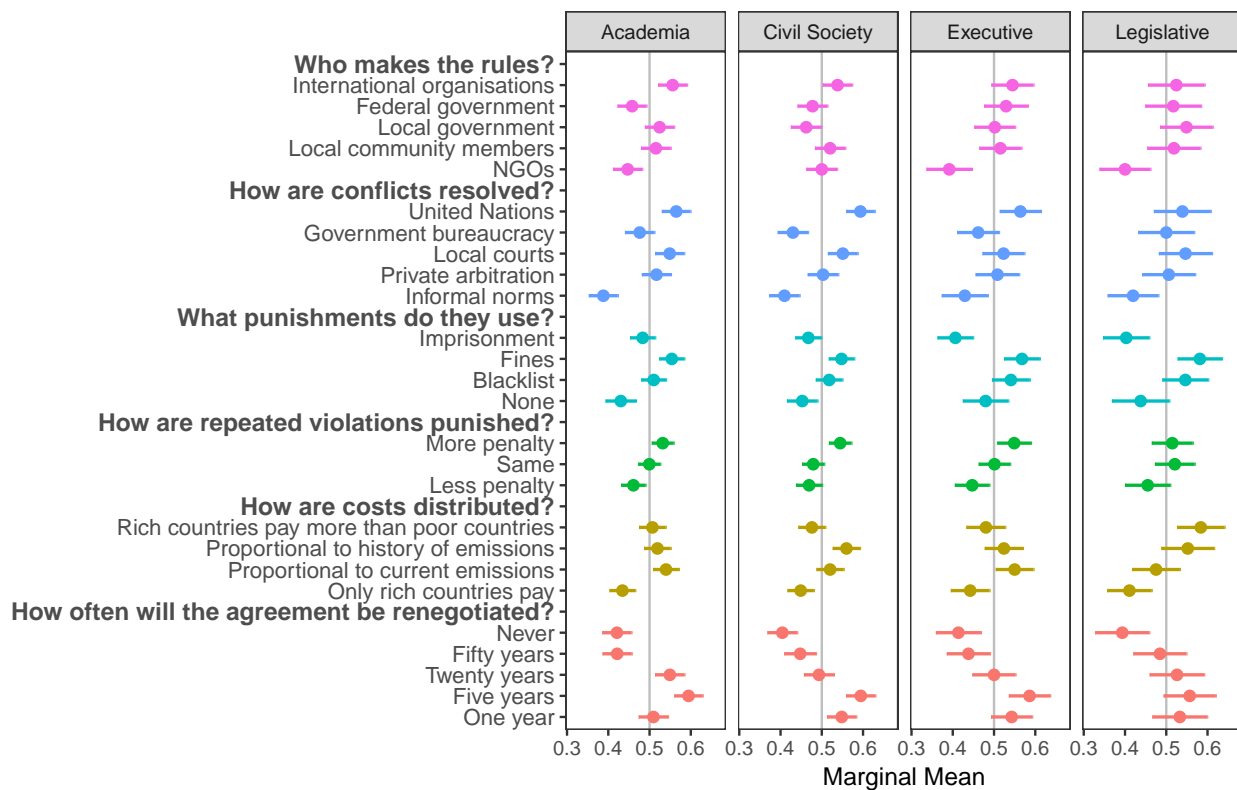 Academia Civil Society Executive Legislative
Who makes the rules?
International organisations
Federal government
Local government
Local community members
NGOs
How are conflicts resolved?
United Nations
Government bureaucracy
Local courts
Private arbitration
Informal norms
What punishments do they use?
Imprisonment
Fines
Blacklist
None
How are repeated violations punished?
More penalty
Same
Less penalty
How are costs distributed?
Rich countries pay more than poor countries
Proportional to history of emissions
Proportional to current emissions
Only rich countries pay
How often will the agreement be renegotiated?
Never
Fifty years
Twenty years
Five years
One year
0.3 0.4 0.5 0.6 0.3 0.4 0.5 0.6 0.3 0.4 0.5 0.6 0.3 0.4 0.5 0.6
Marginal Mean